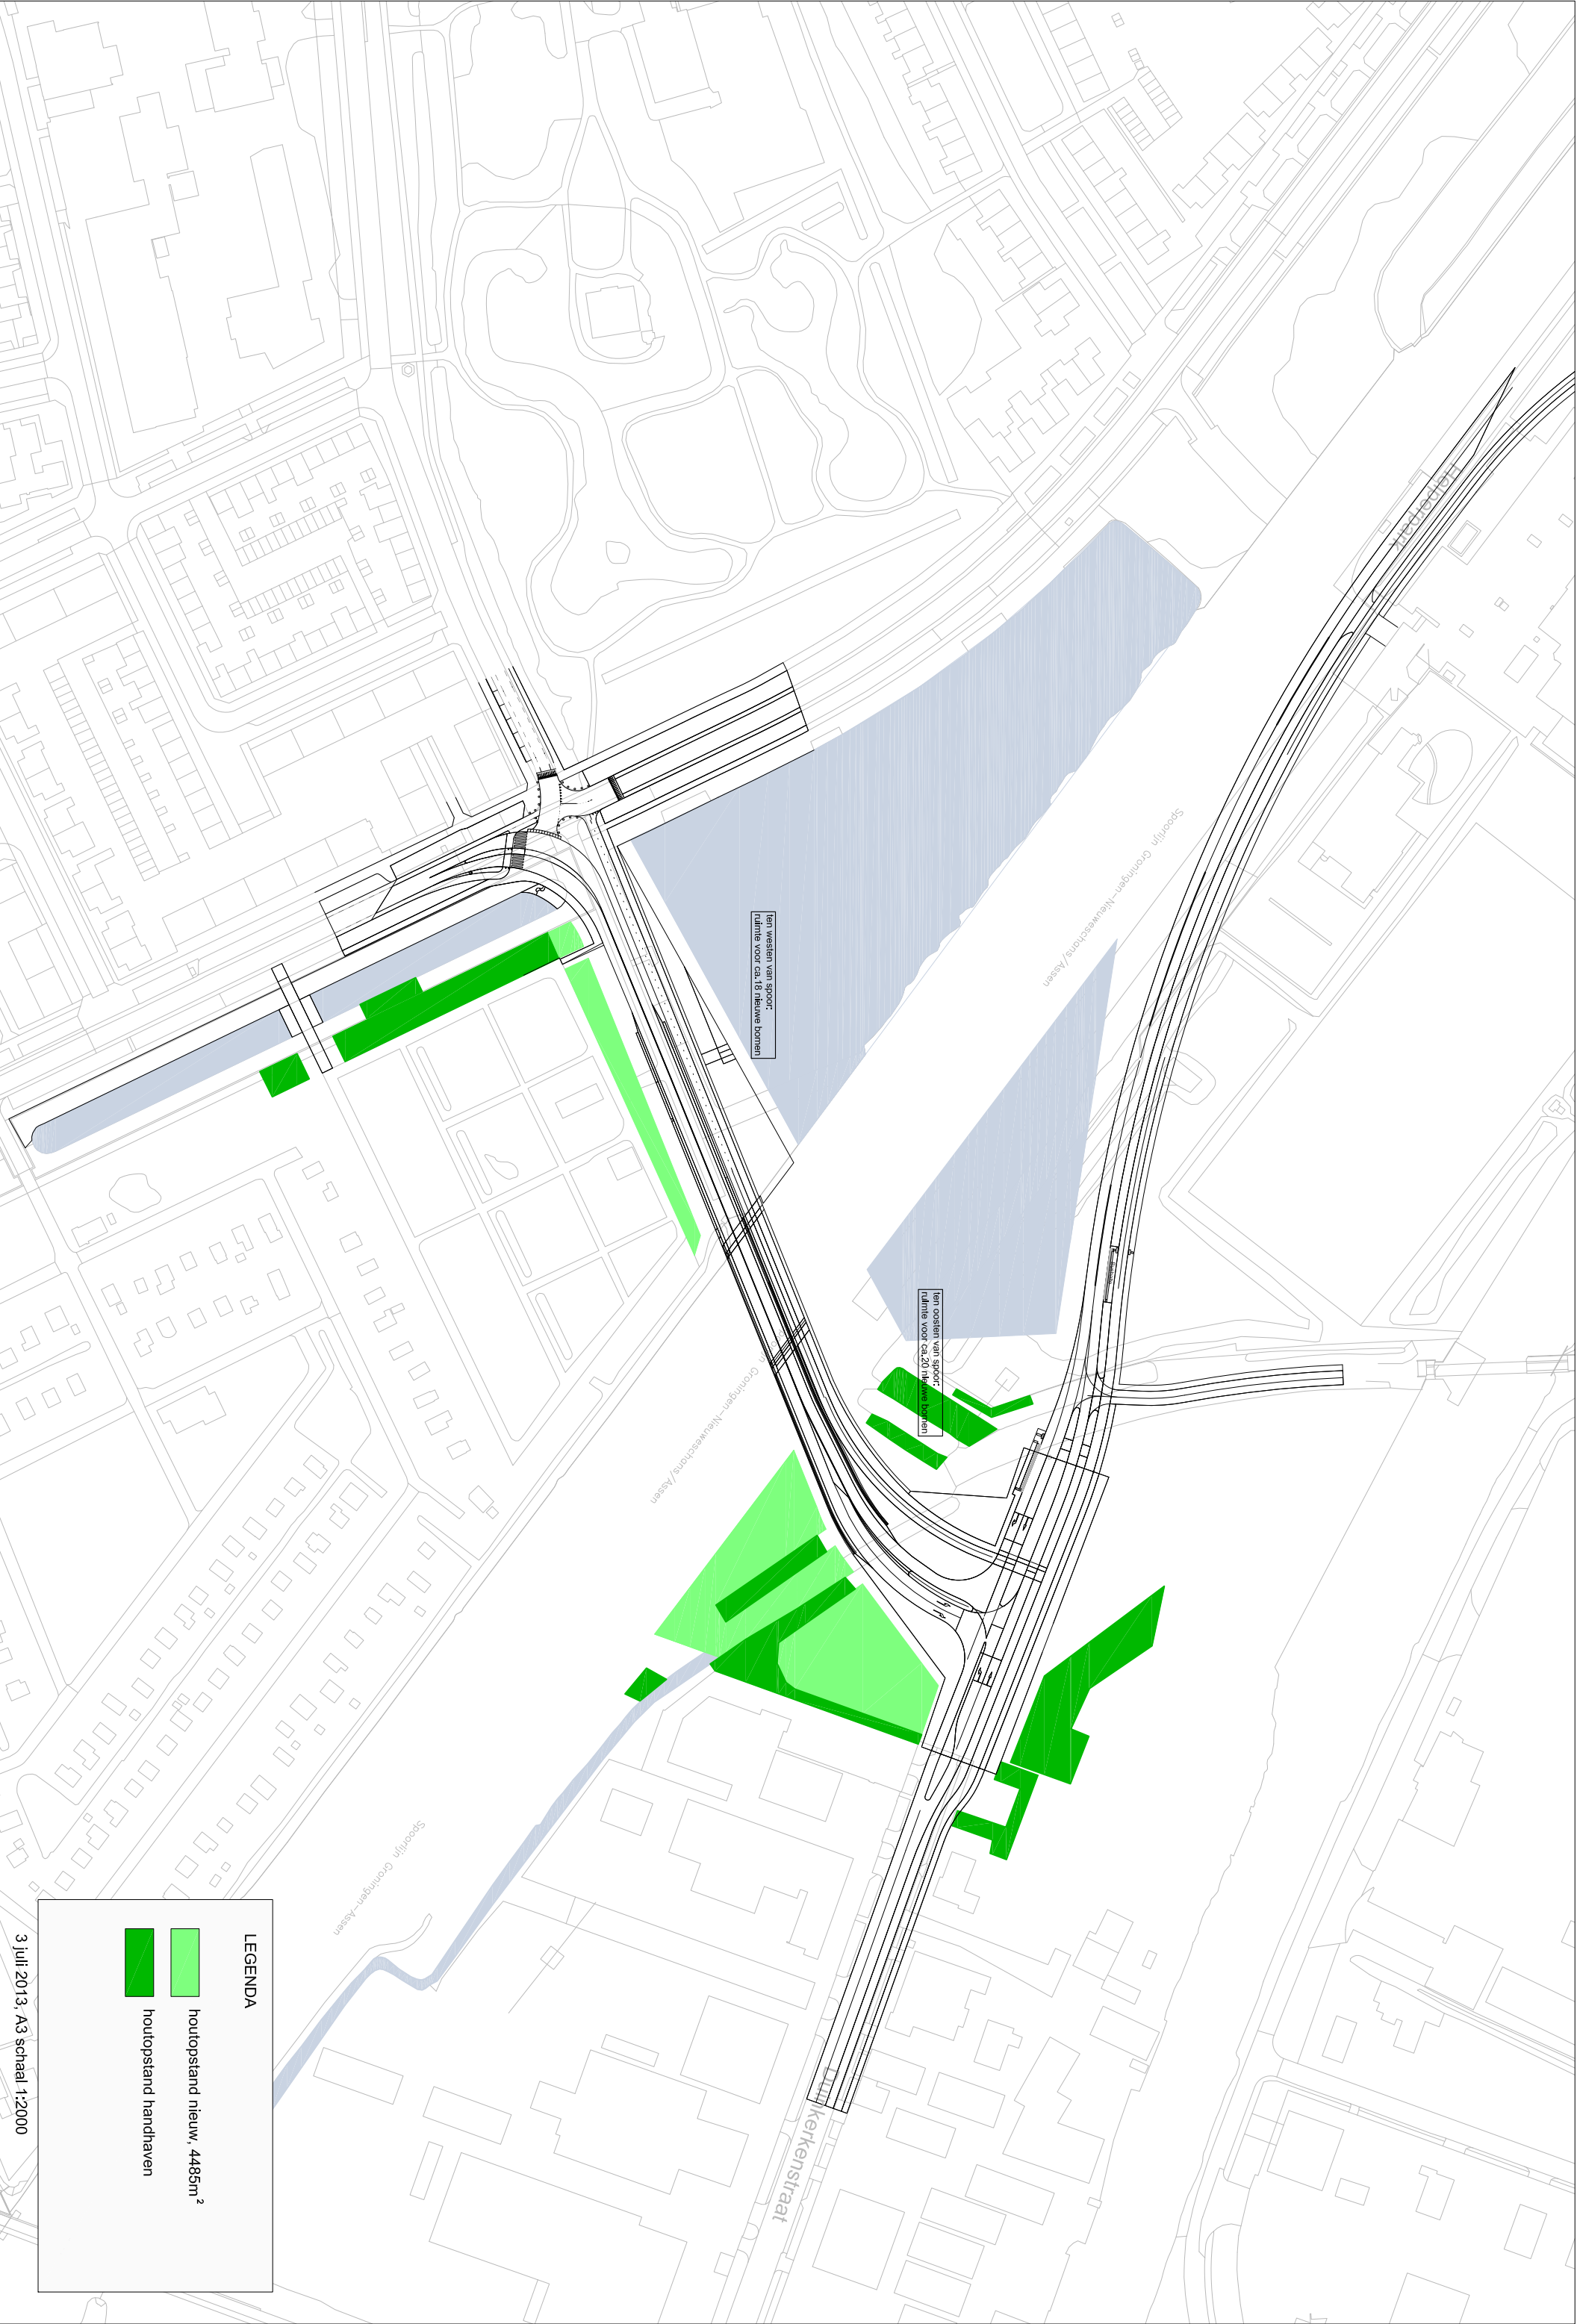 Helperpark
Spoorlijn Groningen-Nieuweschans/Assen
ten westen van spoor:
ruimte voor ca.18 nieuwe bomen
ten oosten van spoor:
ruimte voor ca.20 nieuwe bomen
Groningen-Nieuweschans/Assen
Spoorlijn Groningen-Assen
Duinkerkenstraat
LEGENDA
houtopstand nieuw, 4485m²
houtopstand handhaven
3 juli 2013, A3 schaal 1:2000